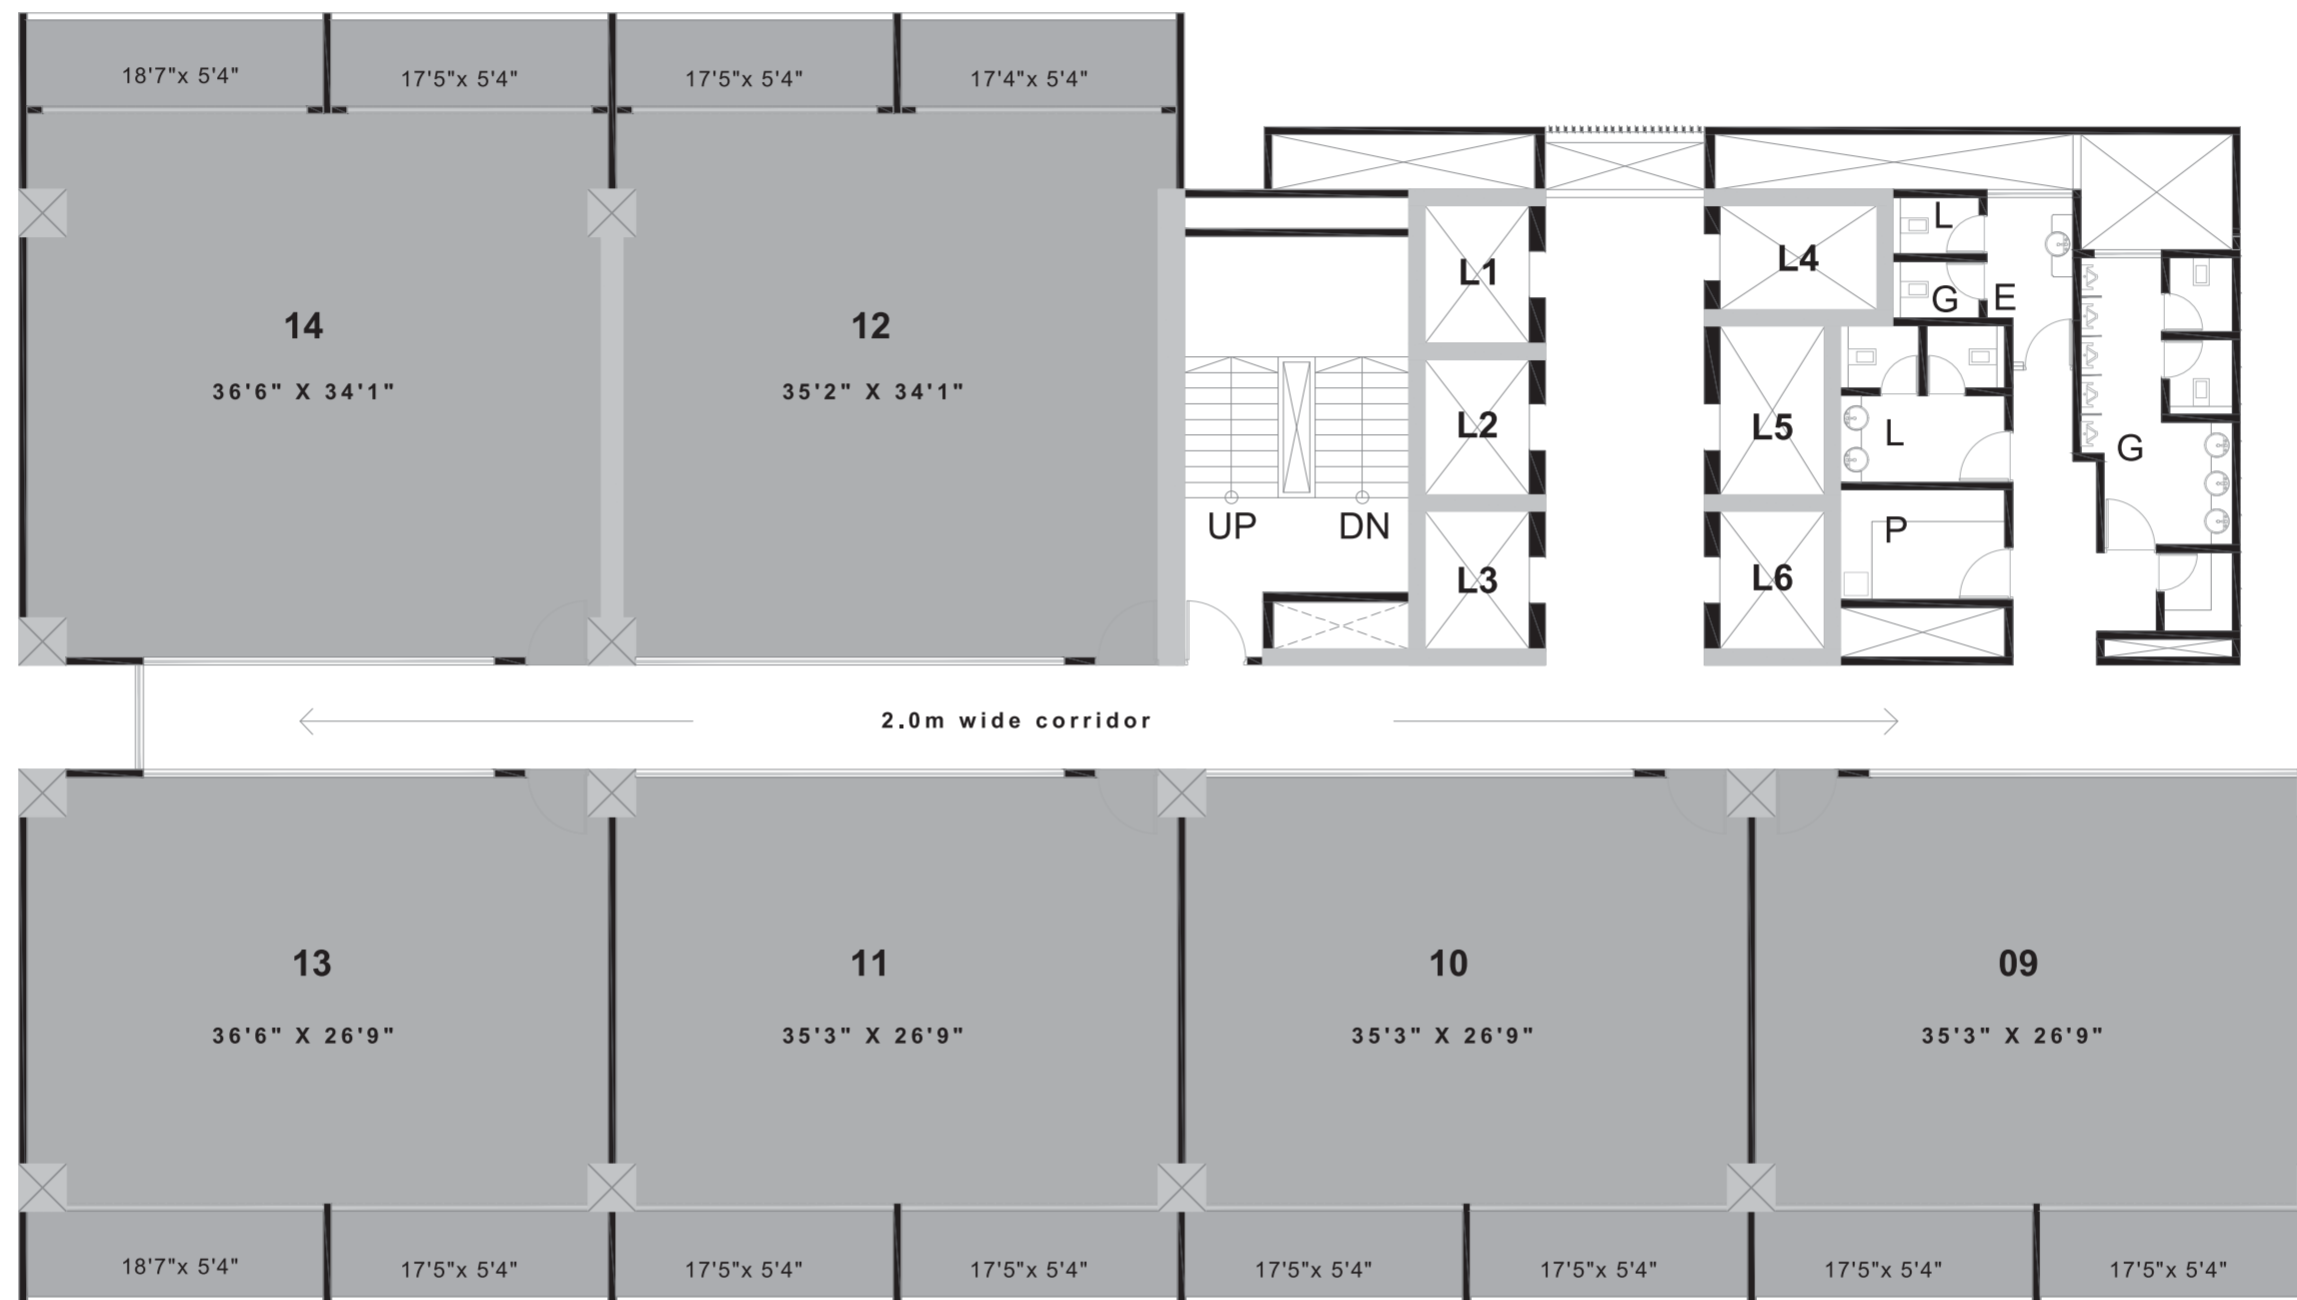 18'7"x 5'4"
17'5"x 5'4"
17'5"x 5'4"
17'4"x 5'4"
14
36'6" X 34'1"
12
35'2" X 34'1"
UP
DN
L1
L2
L3
L4
L5
L6
L
G
E
L
P
G
2.0m wide corridor
13
36'6" X 26'9"
11
35'3" X 26'9"
10
35'3" X 26'9"
09
35'3" X 26'9"
18'7"x 5'4"
17'5"x 5'4"
17'5"x 5'4"
17'5"x 5'4"
17'5"x 5'4"
17'5"x 5'4"
17'5"x 5'4"
17'5"x 5'4"